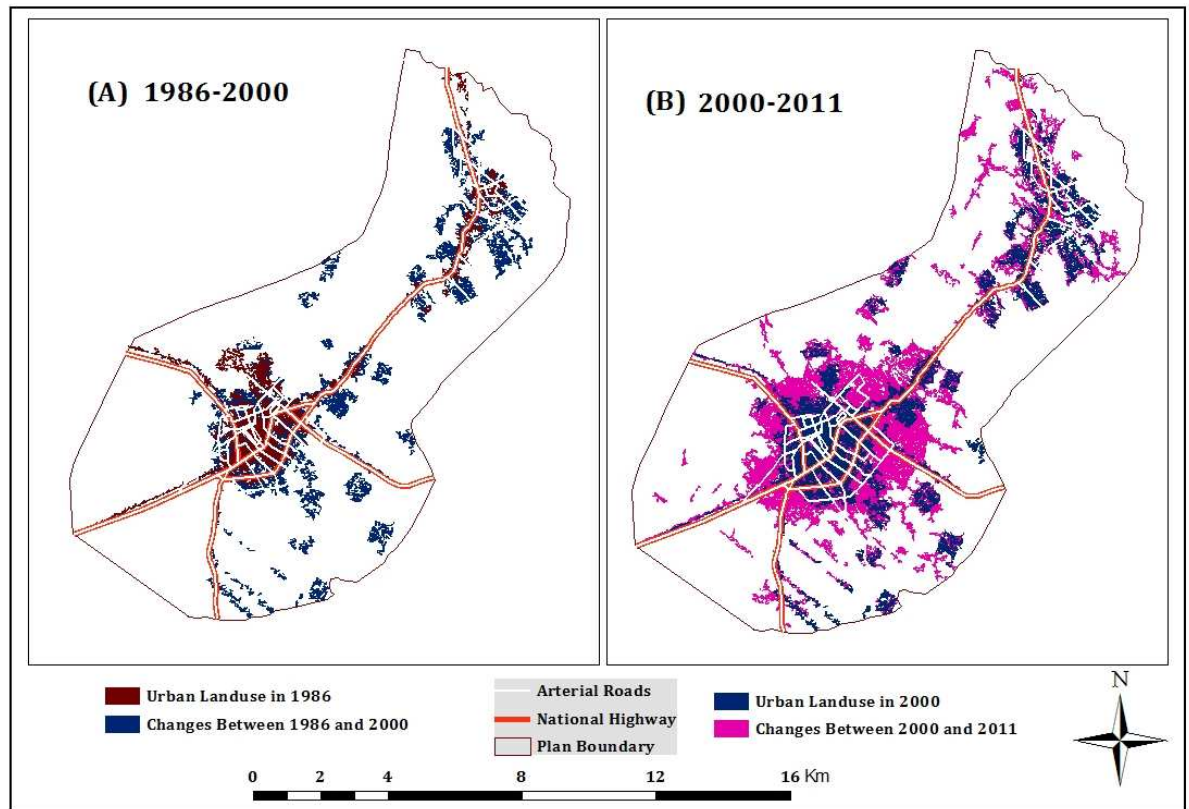 (A) 1986-2000
(B) 2000-2011
Urban Landuse in 1986
Changes Between 1986 and 2000
Arterial Roads
National Highway
Plan Boundary
Urban Landuse in 2000
Changes Between 2000 and 2011
N
0 2 4 8 12 16 Km